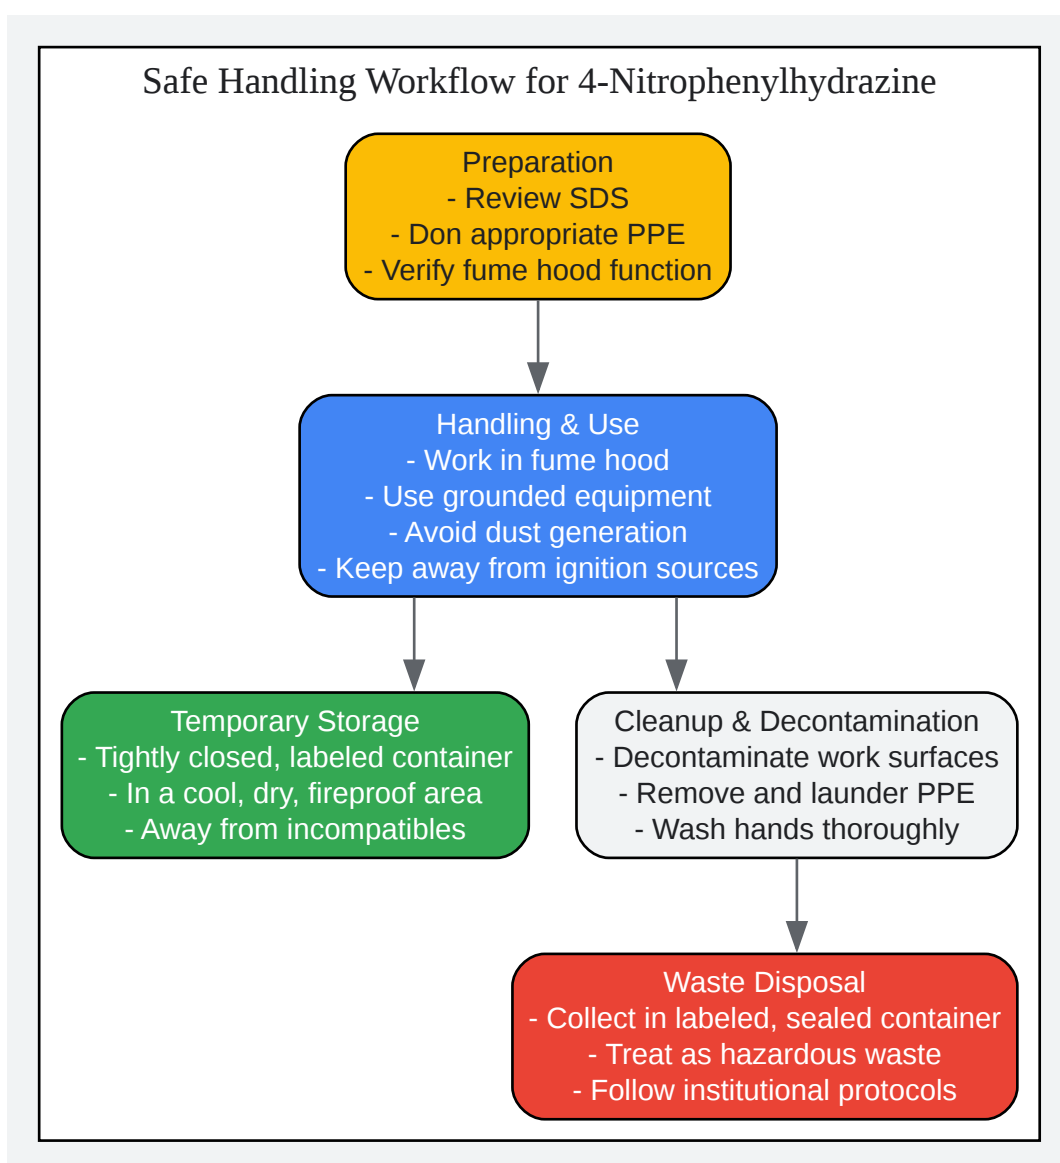 Safe Handling Workflow for 4-Nitrophenylhydrazine
Preparation
- Review SDS
- Don appropriate PPE
- Verify fume hood function
Handling & Use
- Work in fume hood
- Use grounded equipment
- Avoid dust generation
- Keep away from ignition sources
Temporary Storage
- Tightly closed, labeled container
- In a cool, dry, fireproof area
- Away from incompatibles
Cleanup & Decontamination
- Decontaminate work surfaces
- Remove and launder PPE
- Wash hands thoroughly
Waste Disposal
- Collect in labeled, sealed container
- Treat as hazardous waste
- Follow institutional protocols